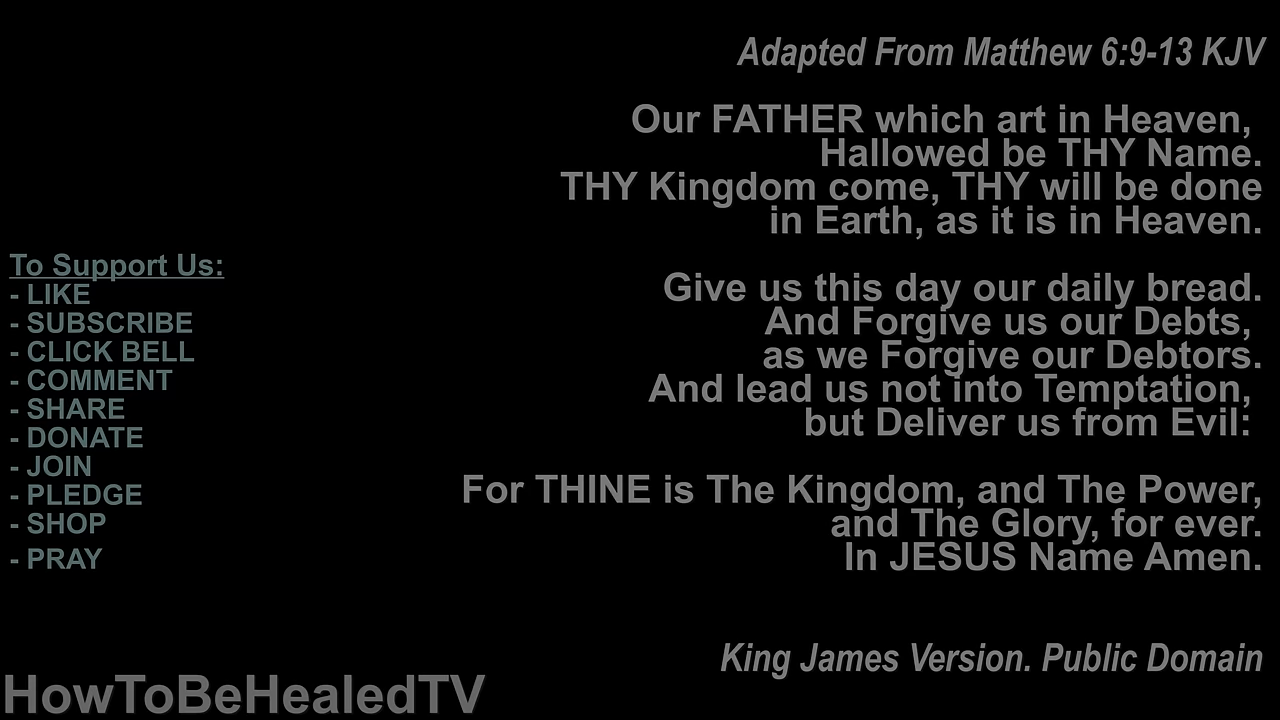 Adapted From Matthew 6:9-13 KJV
Our FATHER which art in Heaven,
Hallowed be THY Name.
THY Kingdom come, THY will be done
in Earth, as it is in Heaven.
Give us this day our daily bread.
And Forgive us our Debts,
as we Forgive our Debtors.
And lead us not into Temptation,
but Deliver us from Evil:
For THINE is The Kingdom, and The Power,
and The Glory, for ever.
In JESUS Name Amen.
King James Version. Public Domain
To Support Us:
- LIKE
- SUBSCRIBE
- CLICK BELL
- COMMENT
- SHARE
- DONATE
- JOIN
- PLEDGE
- SHOP
- PRAY
HowToBeHealedTV